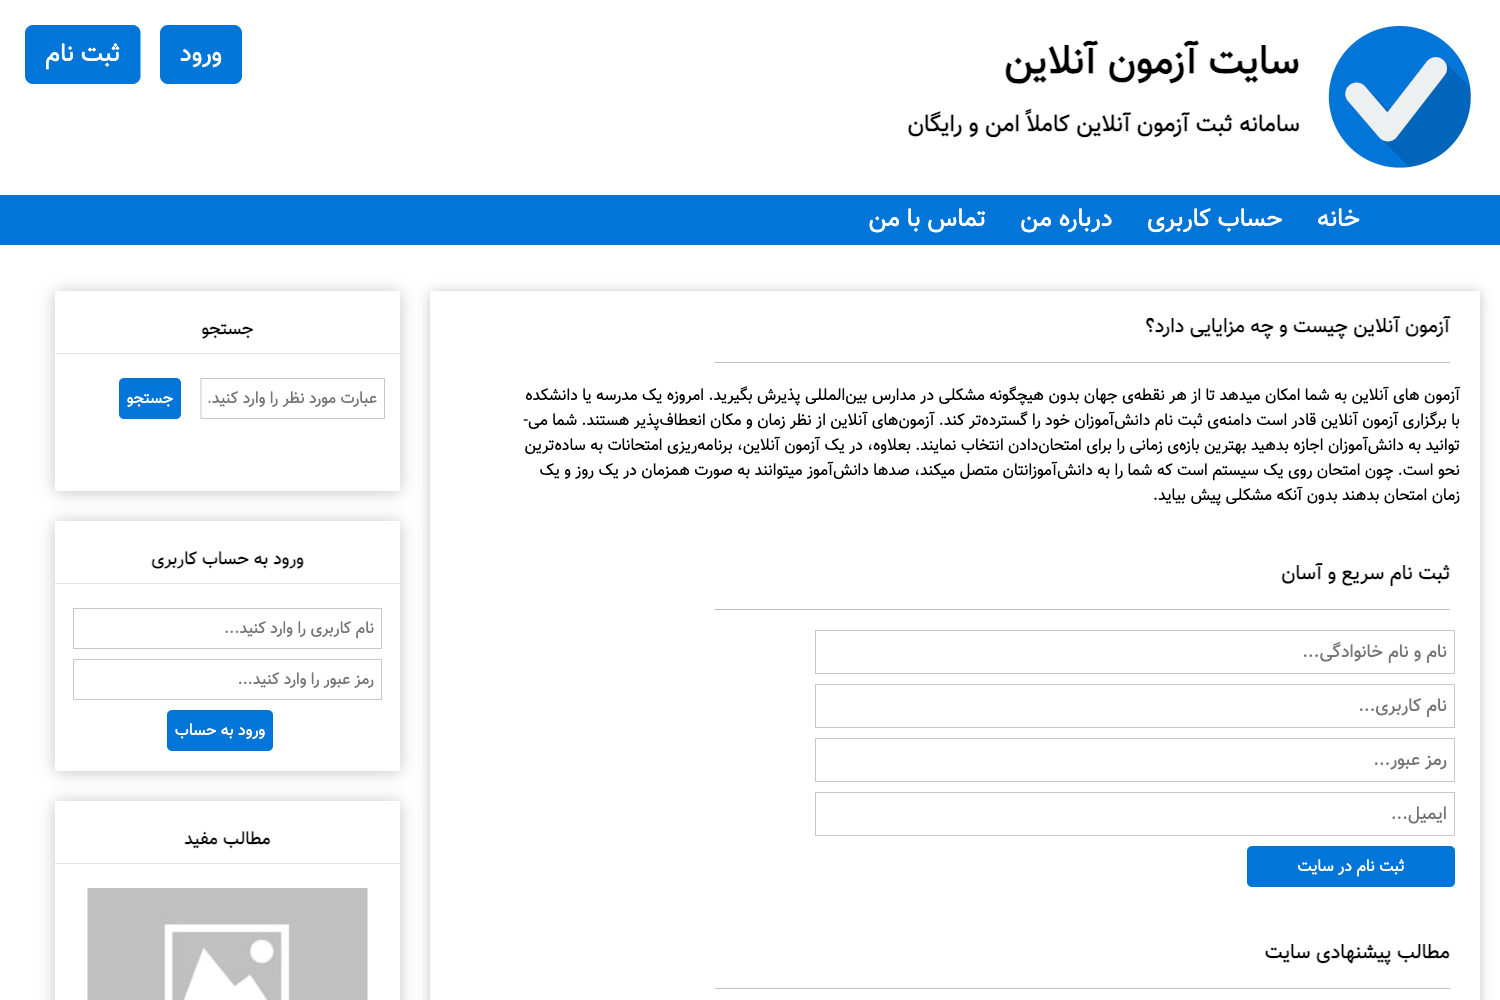 سایت آزمون آنلاین
سامانه ثبت آزمون آنلاین کاملاً امن و رایگان
ورود
ثبت نام
خانه
حساب کاربری
درباره من
تماس با من
آزمون آنلاین چیست و چه مزایایی دارد؟
آزمون های آنلاین به شما امکان میدهد تا از هر نقطه‌ی جهان بدون هیچگونه مشکلی در مدارس بین‌المللی پذیرش بگیرید. امروزه یک مدرسه یا دانشکده
با برگزاری آزمون آنلاین قادر است دامنه‌ی ثبت نام دانش‌آموزان خود را گسترده‌تر کند. آزمون‌های آنلاین از نظر زمان و مکان انعطاف‌پذیر هستند. شما می-
توانید به دانش‌آموزان اجازه بدهید بهترین بازه‌ی زمانی را برای امتحان‌دادن انتخاب نمایند. بعلاوه، در یک آزمون آنلاین، برنامه‌ریزی امتحانات به ساده‌ترین
نحو است. چون امتحان روی یک سیستم است که شما را به دانش‌آموزانتان متصل میکند، صدها دانش‌آموز میتوانند به صورت همزمان در یک روز و یک
زمان امتحان بدهند بدون آنکه مشکلی پیش بیاید.
ثبت نام سریع و آسان
نام و نام خانوادگی...
نام کاربری...
رمز عبور...
ایمیل...
ثبت نام در سایت
مطالب پیشنهادی سایت
جستجو
عبارت مورد نظر را وارد کنید.
جستجو
ورود به حساب کاربری
نام کاربری را وارد کنید...
رمز عبور را وارد کنید...
ورود به حساب
مطالب مفید